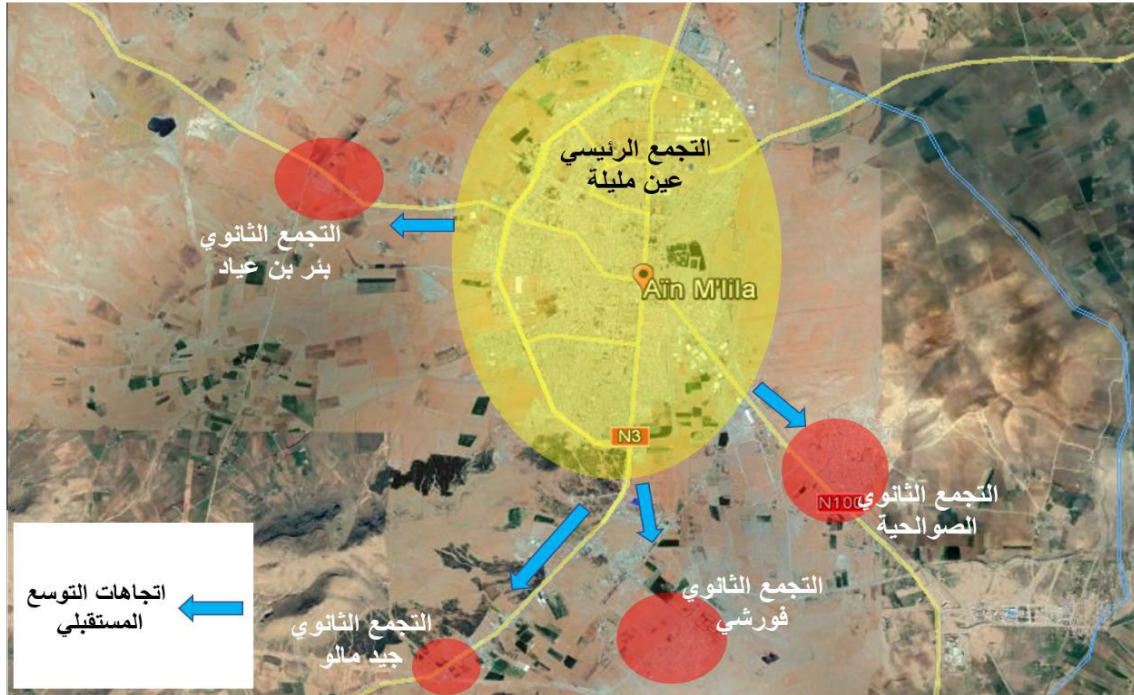 التجمع الرئيسي
عين مليلة
التجمع الثانوي
بئر بن عياد
Aïn M'lila
N3
N100
التجمع الثانوي
الصوالحية
التجمع الثانوي
فورشي
التجمع الثانوي
جيد مالو
اتجاهات التوسع
المستقبلي